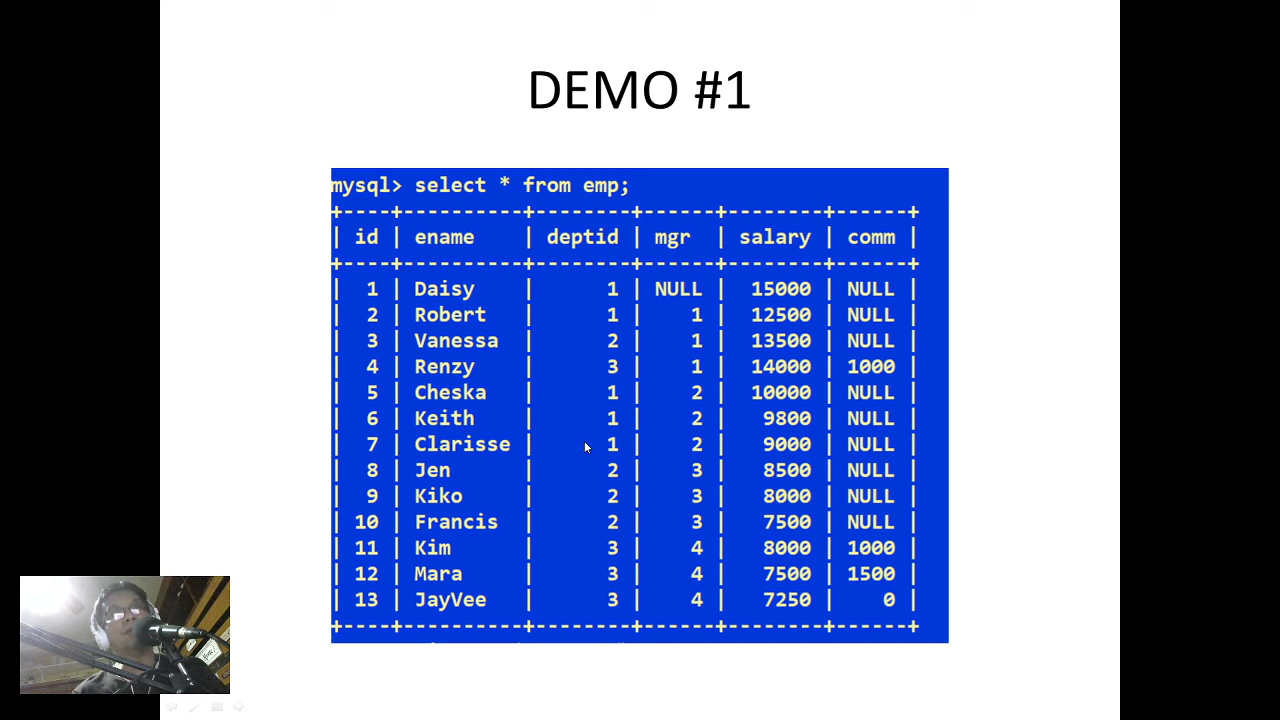 DEMO #1
mysql> select * from emp;
+----+----------+--------+------+--------+------+
| id | ename    | deptid | mgr  | salary | comm |
+----+----------+--------+------+--------+------+
|  1 | Daisy    |      1 | NULL |  15000 | NULL |
|  2 | Robert   |      1 |    1 |  12500 | NULL |
|  3 | Vanessa  |      2 |    1 |  13500 | NULL |
|  4 | Renzy    |      3 |    1 |  14000 | 1000 |
|  5 | Cheska   |      1 |    2 |  10000 | NULL |
|  6 | Keith    |      1 |    2 |   9800 | NULL |
|  7 | Clarisse |      1 |    2 |   9000 | NULL |
|  8 | Jen      |      2 |    3 |   8500 | NULL |
|  9 | Kiko     |      2 |    3 |   8000 | NULL |
| 10 | Francis  |      2 |    3 |   7500 | NULL |
| 11 | Kim      |      3 |    4 |   8000 | 1000 |
| 12 | Mara     |      3 |    4 |   7500 | 1500 |
| 13 | JayVee   |      3 |    4 |   7250 |    0 |
+----+----------+--------+------+--------+------+